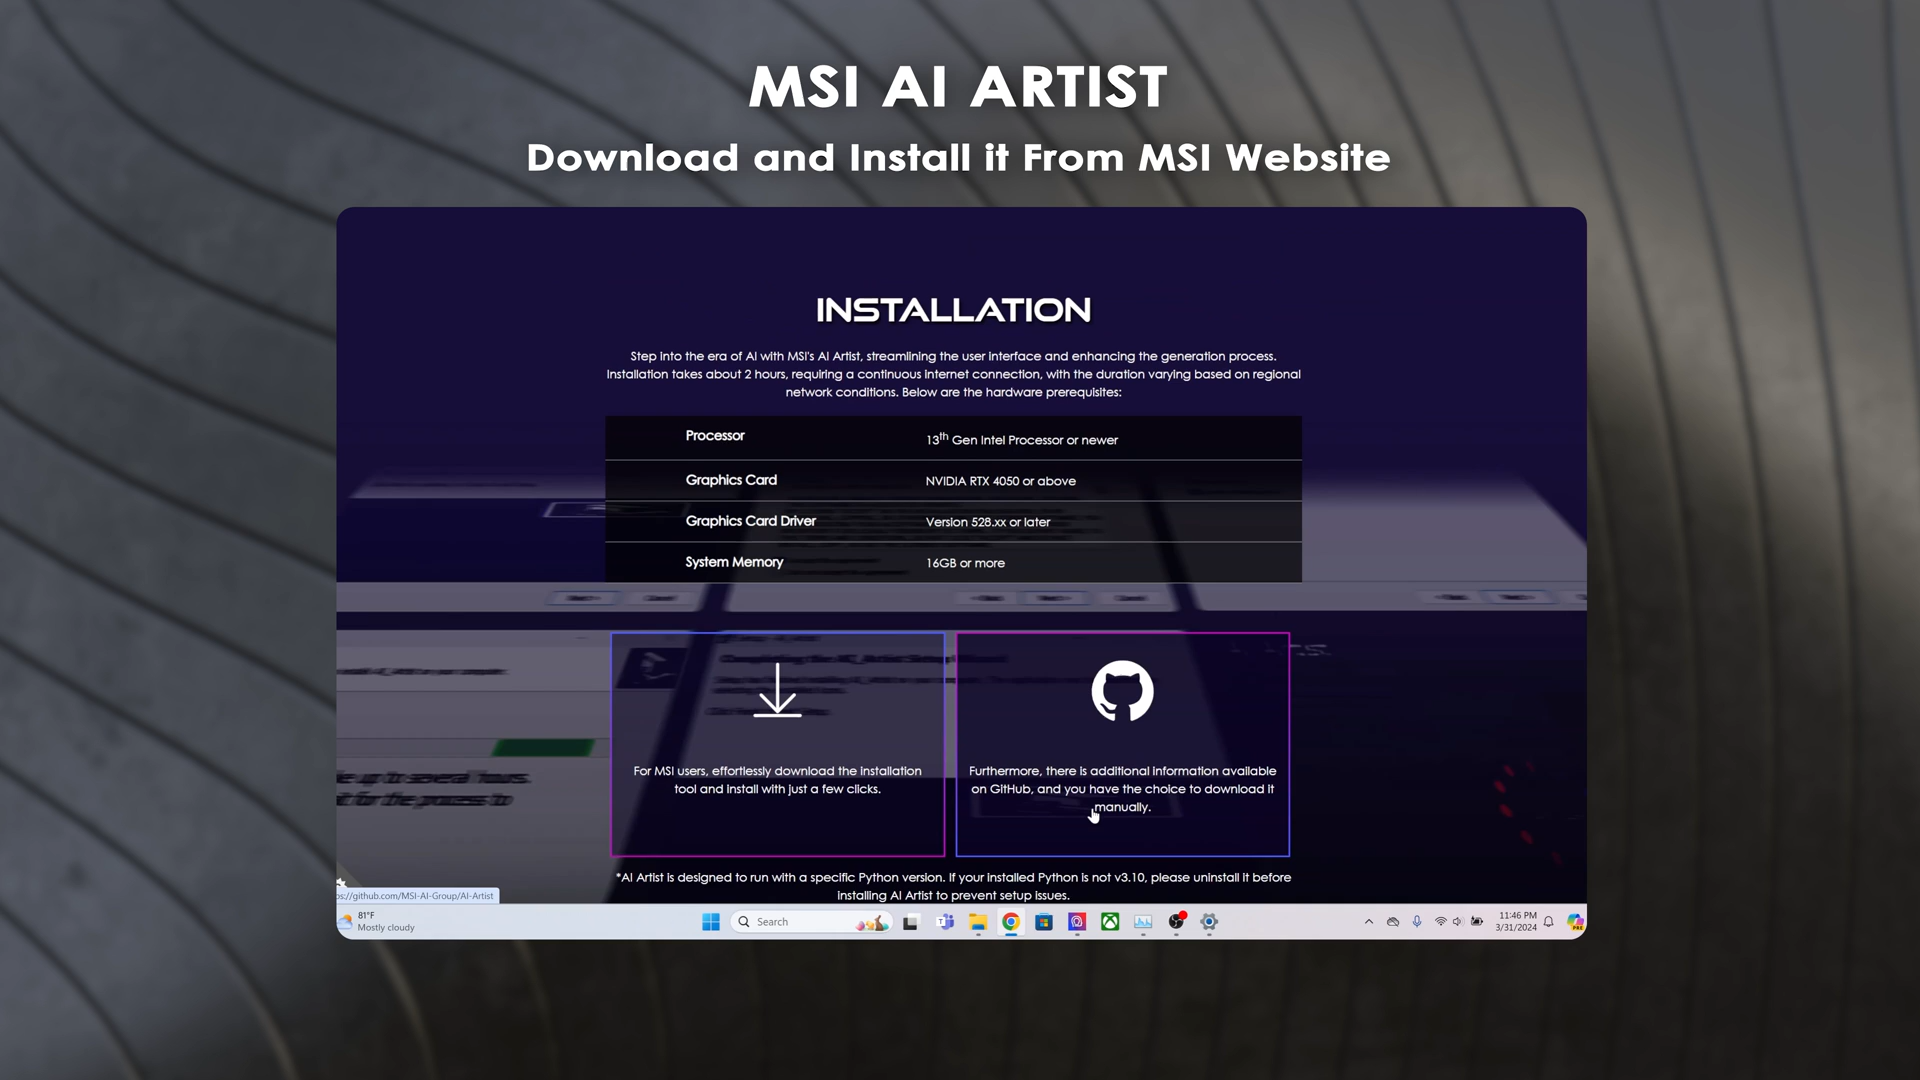 MSI AI ARTIST
Download and Install it From MSI Website
INSTALLATION
Step into the era of AI with MSI's AI Artist, streamlining the user interface and enhancing the generation process.
Installation takes about 2 hours, requiring a continuous internet connection, with the duration varying based on regional
network conditions. Below are the hardware prerequisites:
Processor 13th Gen Intel Processor or newer
Graphics Card NVIDIA RTX 4050 or above
Graphics Card Driver Version 528.xx or later
System Memory 16GB or more
For MSI users, effortlessly download the installation
tool and install with just a few clicks.
Furthermore, there is additional information available
on GitHub, and you have the choice to download it
manually.
*AI Artist is designed to run with a specific Python version. If your installed Python is not v3.10, please uninstall it before
installing AI Artist to prevent setup issues.
ps://github.com/MSI-AI-Group/AI-Artist
81°F
Mostly cloudy
Search
11:46 PM
3/31/2024
PRE